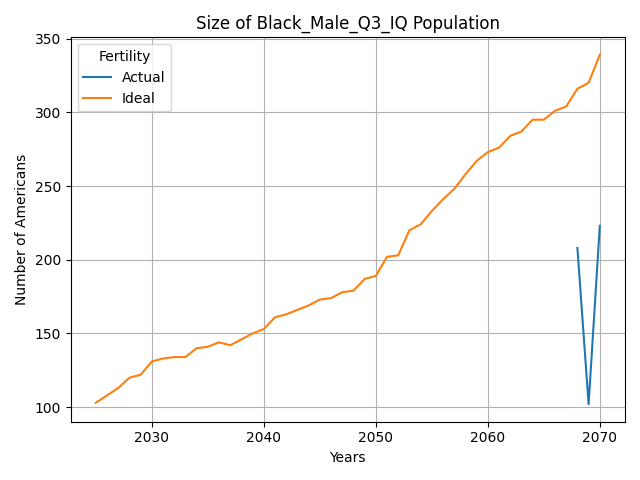 Size of Black_Male_Q3_IQ Population
Fertility
Actual
Ideal
Number of Americans
350
300
250
200
150
100
2030 2040 2050 2060 2070
Years